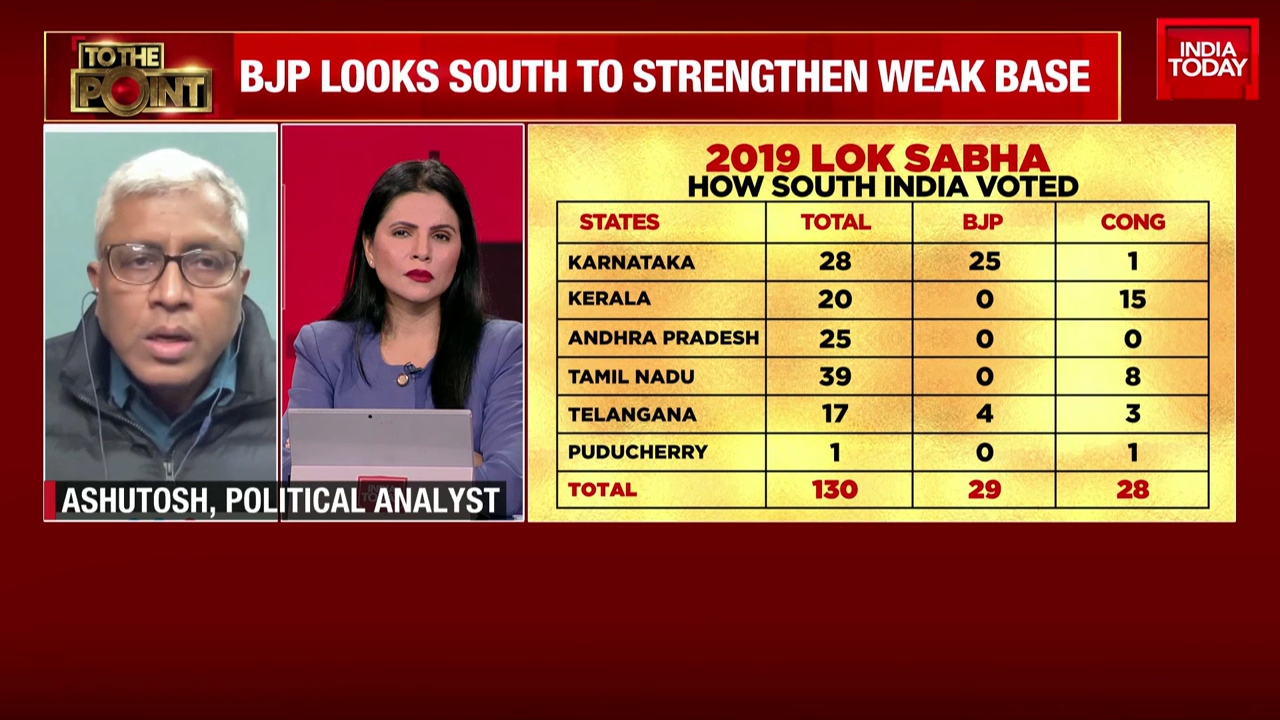 TO THE
POINT
BJP LOOKS SOUTH TO STRENGTHEN WEAK BASE
INDIA
TODAY
2019 LOK SABHA
HOW SOUTH INDIA VOTED
STATES TOTAL BJP CONG
KARNATAKA 28 25 1
KERALA 20 0 15
ANDHRA PRADESH 25 0 0
TAMIL NADU 39 0 8
TELANGANA 17 4 3
PUDUCHERRY 1 0 1
TOTAL 130 29 28
ASHUTOSH, POLITICAL ANALYST